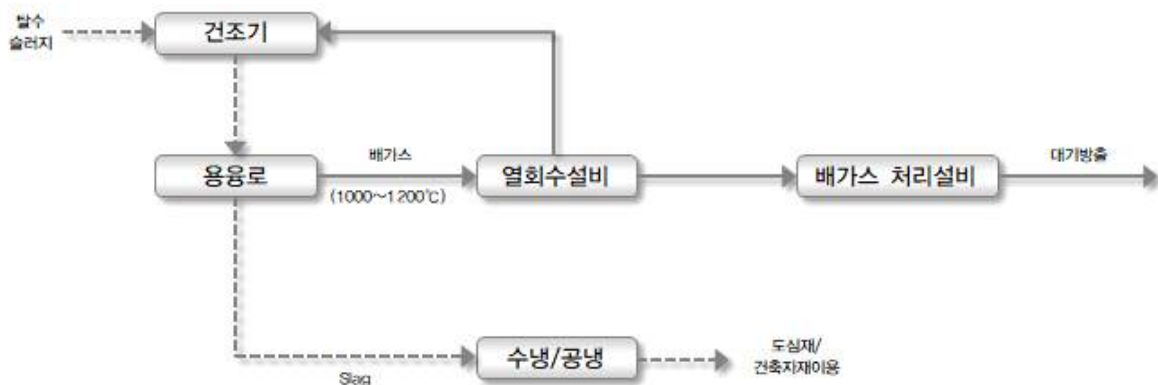 탈수
슬러지
건조기
용융로
배가스
(1000～1200℃)
열회수설비
배가스 처리설비
대기방출
Slag
수냉/공냉
도심재/
건축자재이용